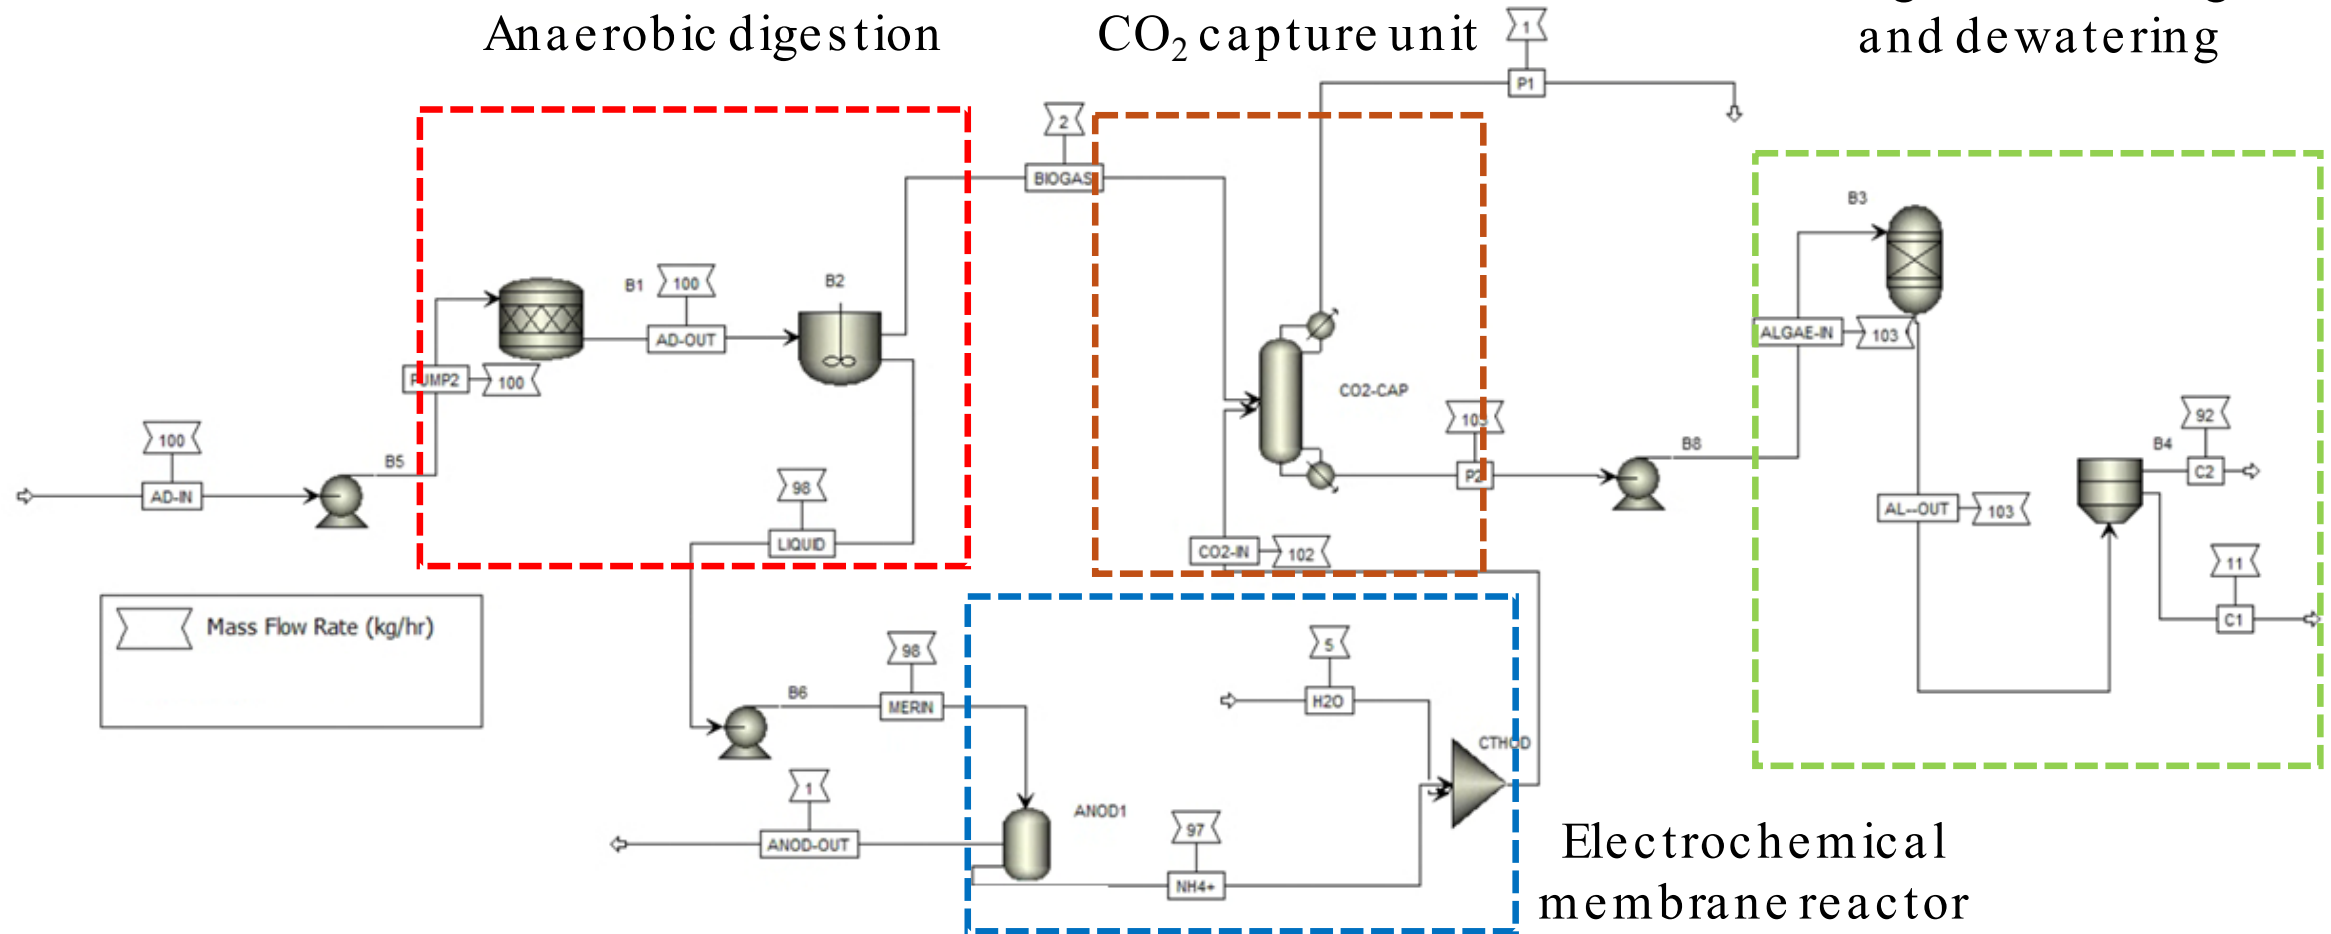 Anaerobic digestion
CO₂ capture unit
and dewatering
1
P1
2
BIOGAS
B3
B1
100
B2
AD-OUT
ALGAE-IN
103
PUMP2
100
CO2-CAP
100
AD-IN
B5
P2
B8
92
B4
C2
98
LIQUID
AL--OUT
103
CO2-IN
102
11
C1
Mass Flow Rate (kg/hr)
98
B6
MERIN
5
H2O
CTHOD
1
ANOD-OUT
ANOD1
97
NH4+
Electrochemical
membrane reactor